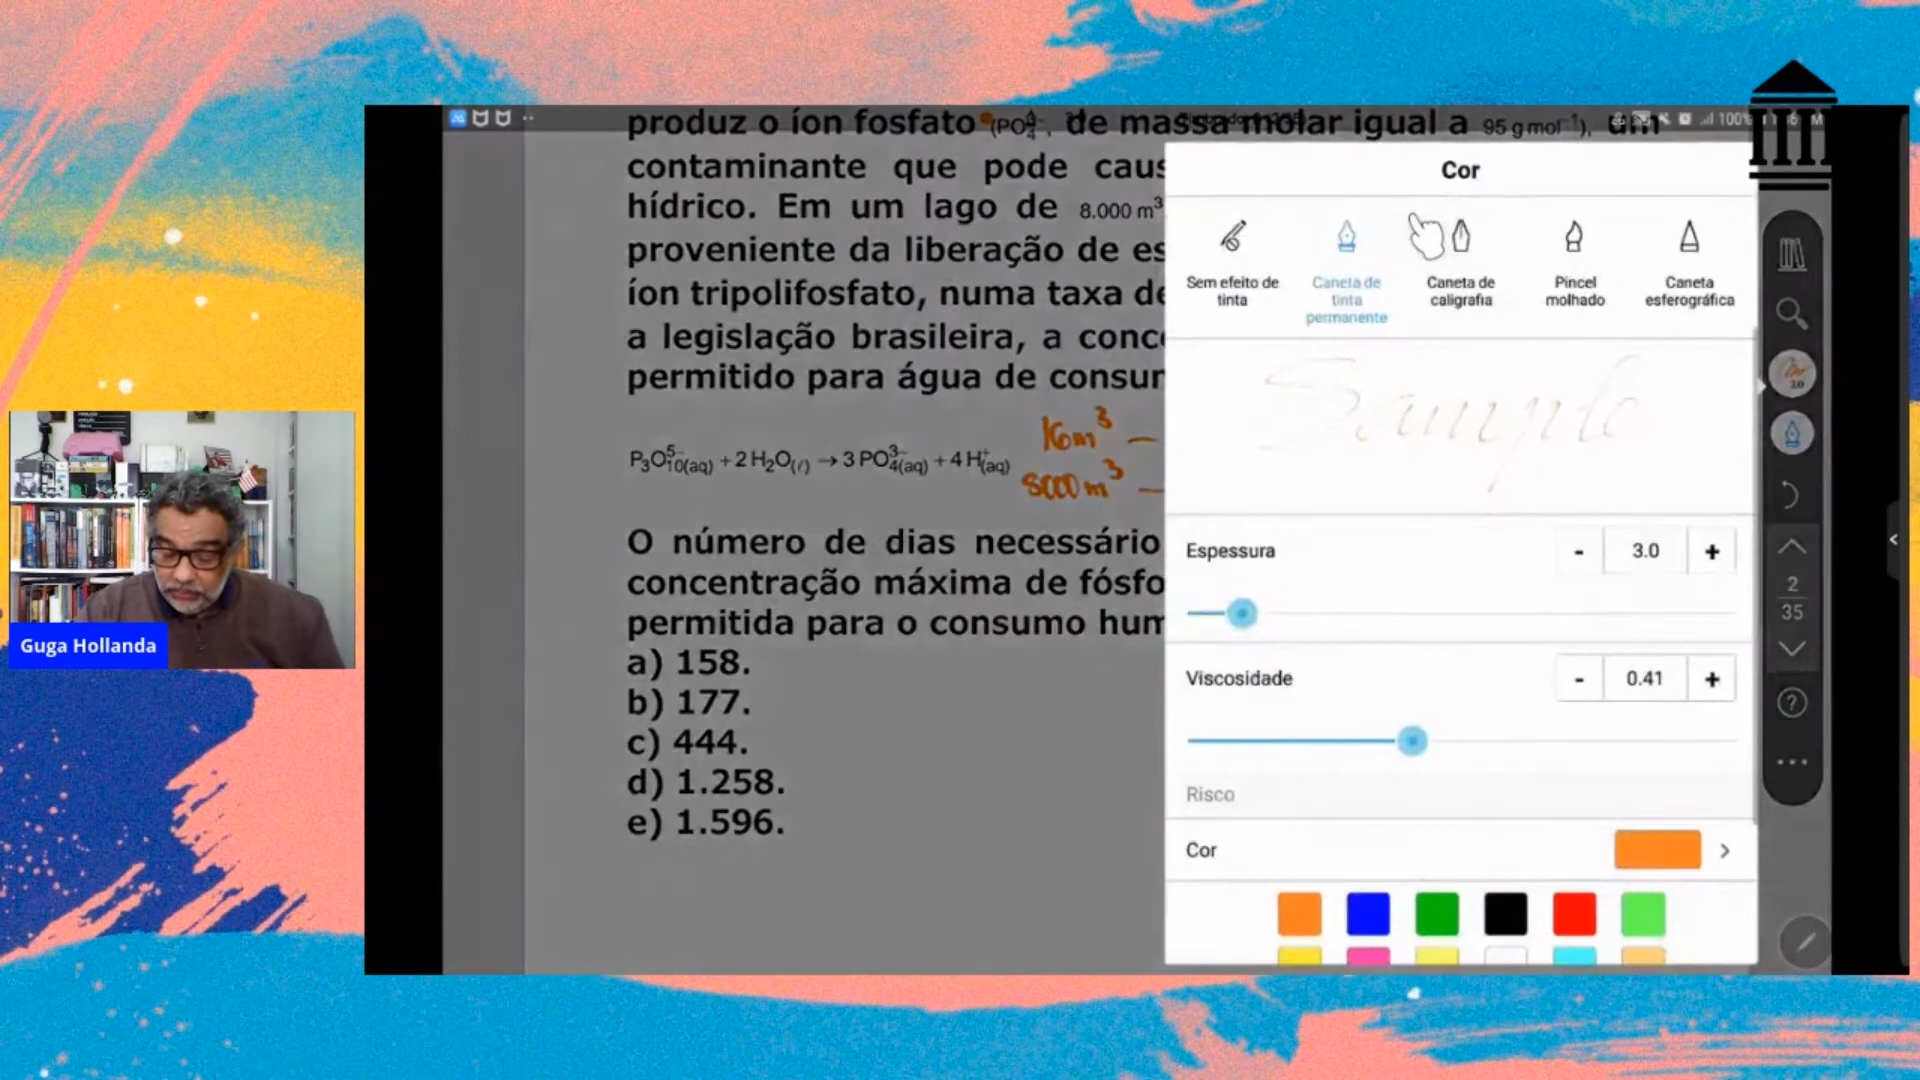 produz o íon fosfato (PO₄³⁻, de massa molar igual a 95 g mol⁻¹), um
contaminante que pode caus
hídrico. Em um lago de 8.000 m³
proveniente da liberação de es
íon tripolifosfato, numa taxa de
a legislação brasileira, a conc
permitido para água de consum
P₃O₁₀⁵⁻(aq) + 2 H₂O(ℓ) → 3 PO₄³⁻(aq) + 4 H⁺(aq)
16m³ –
8000 m³ –
O número de dias necessário
concentração máxima de fósfo
permitida para o consumo hum
a) 158.
b) 177.
c) 444.
d) 1.258.
e) 1.596.
100%
Cor
Sem efeito de tinta
Caneta de tinta permanente
Caneta de caligrafia
Pincel molhado
Caneta esferográfica
Sample
Espessura - 3.0 +
Viscosidade - 0.41 +
Risco
Cor
10
2
35
Guga Hollanda